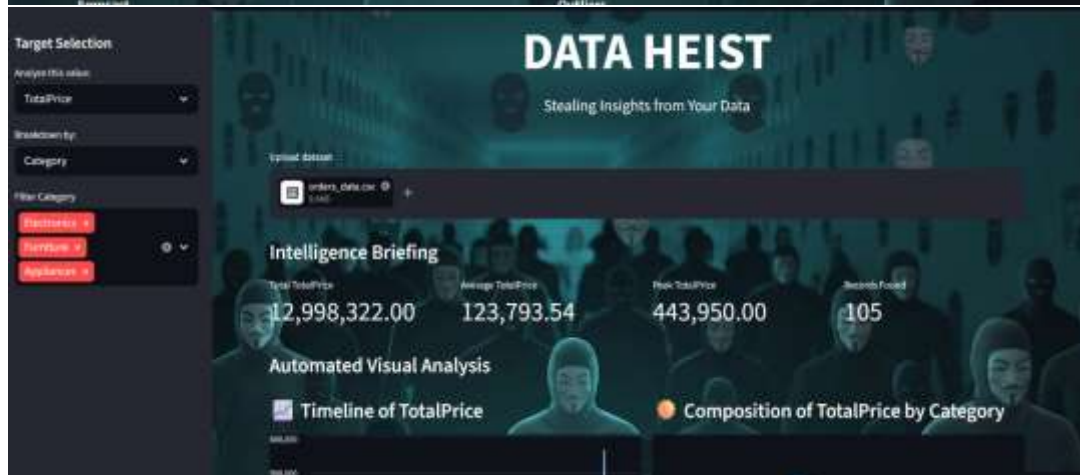 Forecast
Outliers
Target Selection
Analyze this value:
TotalPrice
Breakdown by:
Category
Filter Category
Electronics ×
Furniture ×
Appliances ×
DATA HEIST
Stealing Insights from Your Data
Upload dataset
orders_data.csv
+
Intelligence Briefing
Total TotalPrice
Average TotalPrice
Peak TotalPrice
Records Found
12,998,322.00
123,793.54
443,950.00
105
Automated Visual Analysis
Timeline of TotalPrice
Composition of TotalPrice by Category